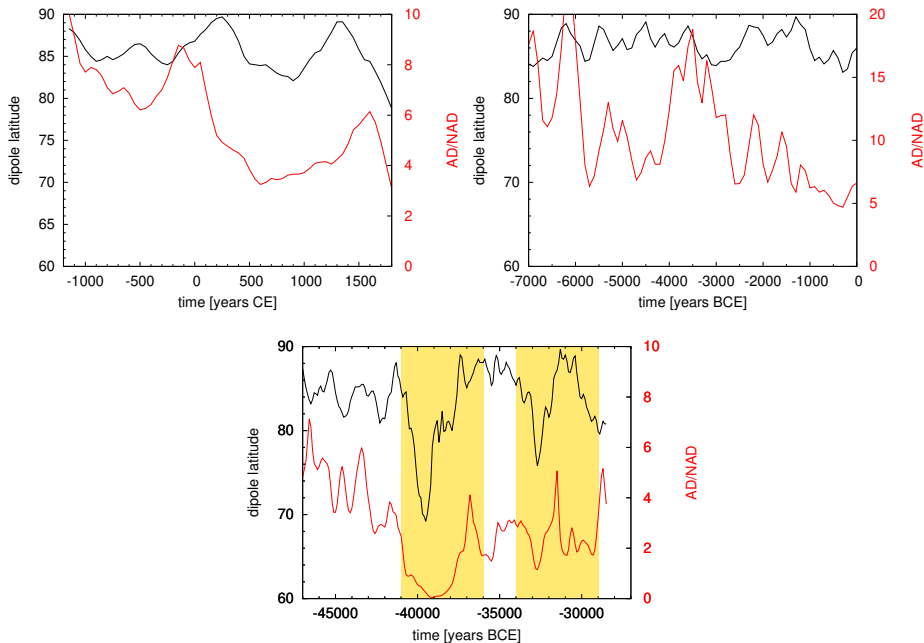 90
85
80
75
70
65
60
dipole latitude
10
8
6
4
2
0
AD/NAD
-1000 -500 0 500 1000 1500
time [years CE]
90
80
70
60
dipole latitude
20
15
10
5
0
AD/NAD
-7000 -6000 -5000 -4000 -3000 -2000 -1000 0
time [years BCE]
90
80
70
60
dipole latitude
10
8
6
4
2
0
AD/NAD
-45000 -40000 -35000 -30000
time [years BCE]